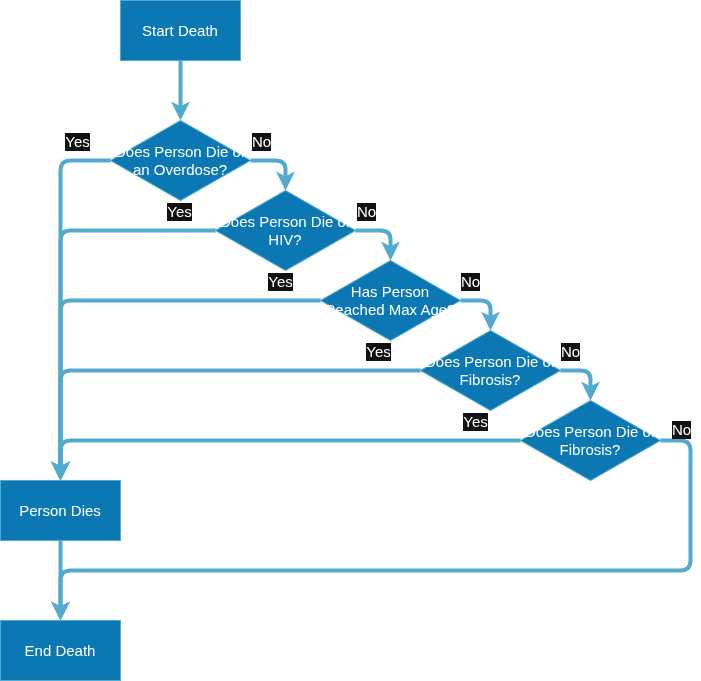 Start Death
Yes
No
Does Person Die of
an Overdose?
Yes
No
Does Person Die of
HIV?
Yes
No
Has Person
Reached Max Age?
Yes
No
Does Person Die of
Fibrosis?
Yes
No
Does Person Die of
Fibrosis?
Person Dies
End Death